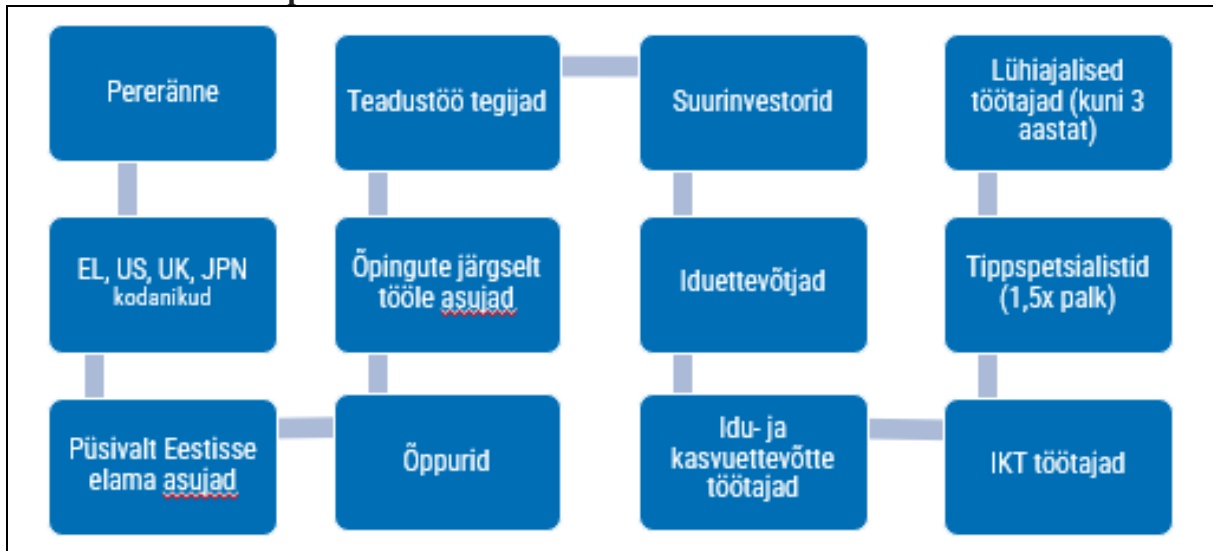 Pereränne
EL, US, UK, JPN
kodanikud
Püsivalt Eestisse
elama asujad
Õppurid
Õpingute järgselt
tööle asujad
Teadustöö tegijad
Suurinvestorid
Iduettevõtjad
Idu- ja
kasvuettevõtte
töötajad
IKT töötajad
Tippspetsialistid
(1,5x palk)
Lühiajalised
töötajad (kuni 3
aastat)